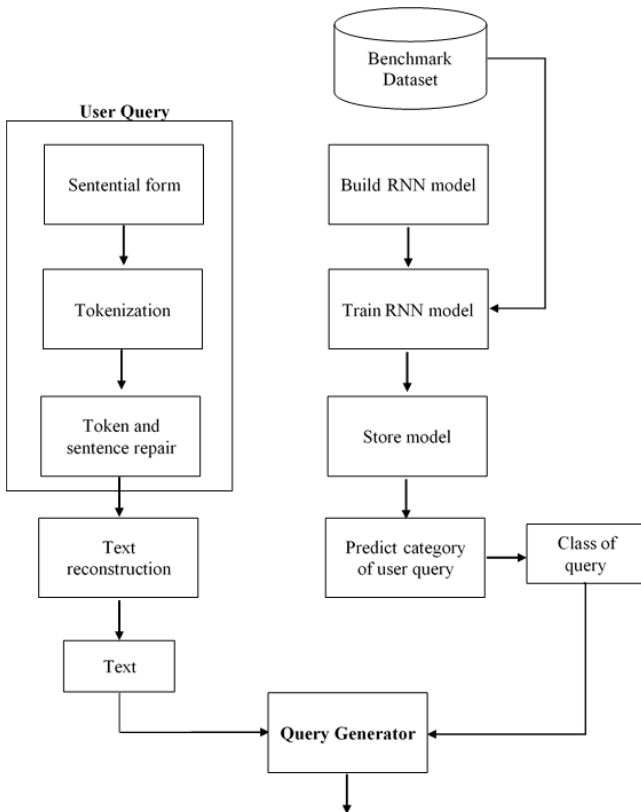 Benchmark
Dataset
User Query
Sentential form
Build RNN model
Tokenization
Train RNN model
Token and
sentence repair
Store model
Text
reconstruction
Predict category
of user query
Class of
query
Text
Query Generator